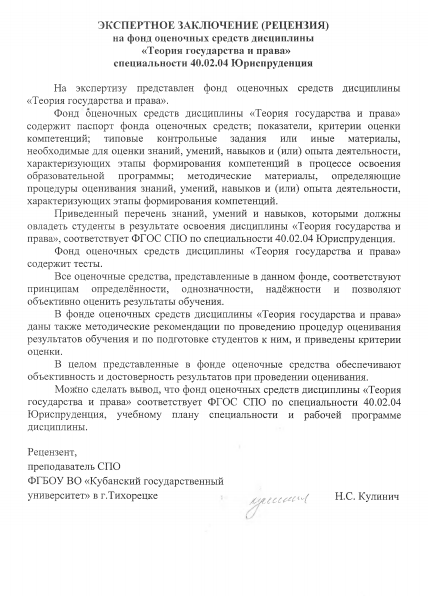 ЭКСПЕРТНОЕ ЗАКЛЮЧЕНИЕ (РЕЦЕНЗИЯ)
на фонд оценочных средств дисциплины
«Теория государства и права»
специальности 40.02.04 Юриспруденция
На экспертизу представлен фонд оценочных средств дисциплины
«Теория государства и права».
Фонд оценочных средств дисциплины «Теория государства и права»
содержит паспорт фонда оценочных средств; показатели, критерии оценки
компетенций; типовые контрольные задания или иные материалы,
необходимые для оценки знаний, умений, навыков и (или) опыта деятельности,
характеризующих этапы формирования компетенций в процессе освоения
образовательной программы; методические материалы, определяющие
процедуры оценивания знаний, умений, навыков и (или) опыта деятельности,
характеризующих этапы формирования компетенций.
Приведенный перечень знаний, умений и навыков, которыми должны
овладеть студенты в результате освоения дисциплины «Теория государства и
права», соответствует ФГОС СПО по специальности 40.02.04 Юриспруденция.
Фонд оценочных средств дисциплины «Теория государства и права»
содержит тесты.
Все оценочные средства, представленные в данном фонде, соответствуют
принципам определённости, однозначности, надёжности и позволяют
объективно оценить результаты обучения.
В фонде оценочных средств дисциплины «Теория государства и права»
даны также методические рекомендации по проведению процедур оценивания
результатов обучения и по подготовке студентов к ним, и приведены критерии
оценки.
В целом представленные в фонде оценочные средства обеспечивают
объективность и достоверность результатов при проведении оценивания.
Можно сделать вывод, что фонд оценочных средств дисциплины «Теория
государства и права» соответствует ФГОС СПО по специальности 40.02.04
Юриспруденция, учебному плану специальности и рабочей программе
дисциплины.
Рецензент,
преподаватель СПО
ФГБОУ ВО «Кубанский государственный
университет» в г.Тихорецке Н.С. Кулинич